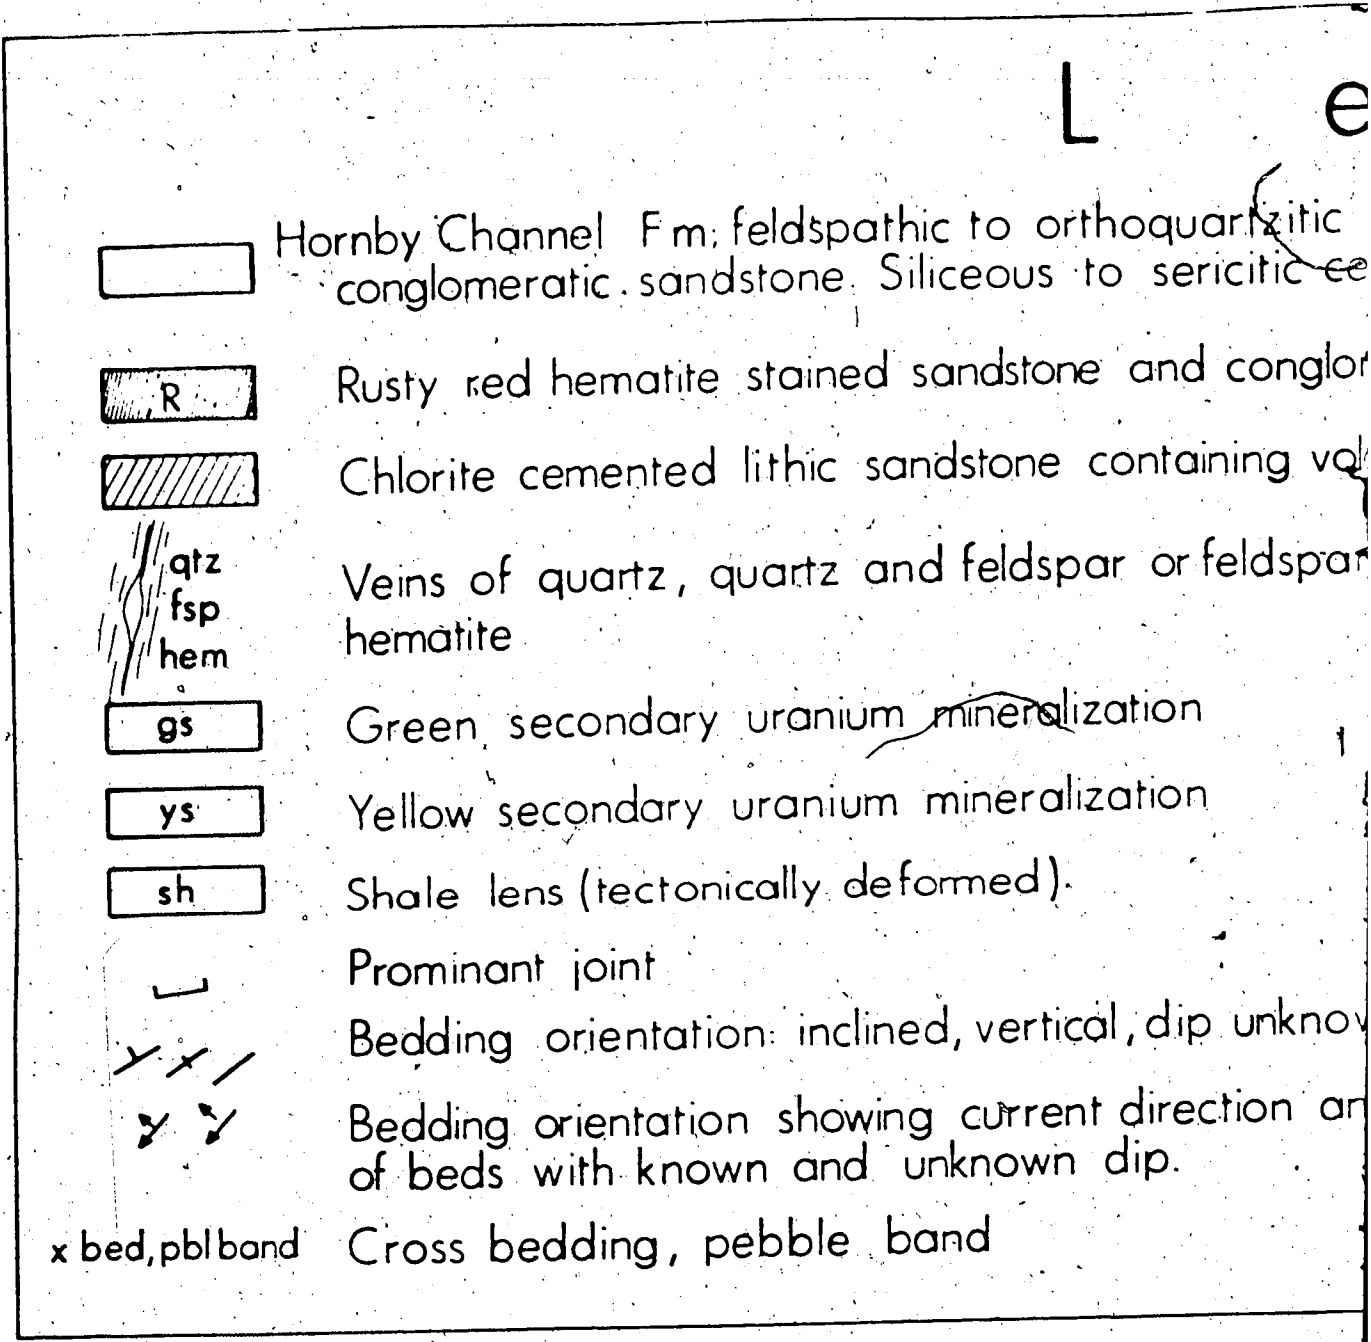 L e
Hornby Channel Fm: feldspathic to orthoquartzitic
conglomeratic sandstone. Siliceous to sericitic ce
R Rusty red hematite stained sandstone and conglom
Chlorite cemented lithic sandstone containing vol
qtz
fsp
hem
Veins of quartz, quartz and feldspar or feldspar
hematite
gs Green secondary uranium mineralization
ys Yellow secondary uranium mineralization
sh Shale lens (tectonically deformed).
Prominant joint
Bedding orientation: inclined, vertical, dip unknow
Bedding orientation showing current direction an
of beds with known and unknown dip.
x bed, pbl band Cross bedding, pebble band